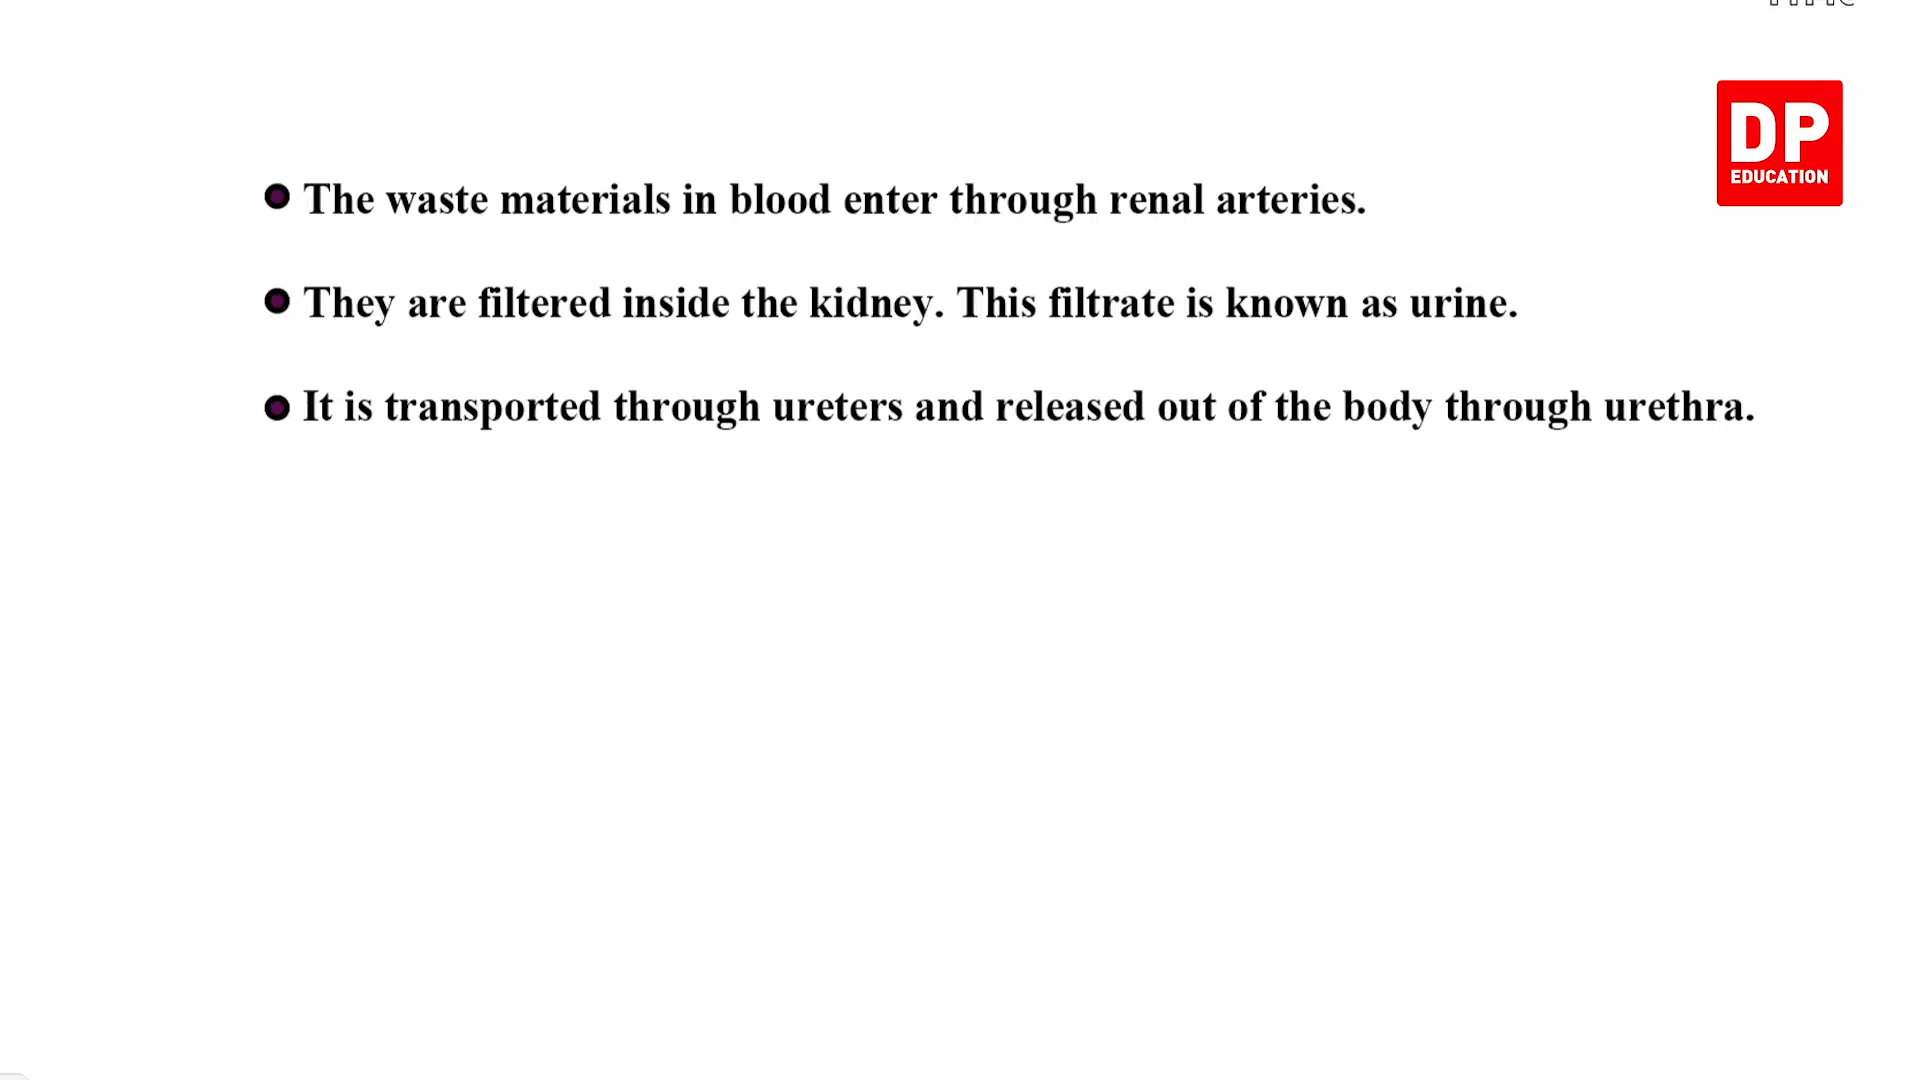 DP
EDUCATION
The waste materials in blood enter through renal arteries.
They are filtered inside the kidney. This filtrate is known as urine.
It is transported through ureters and released out of the body through urethra.